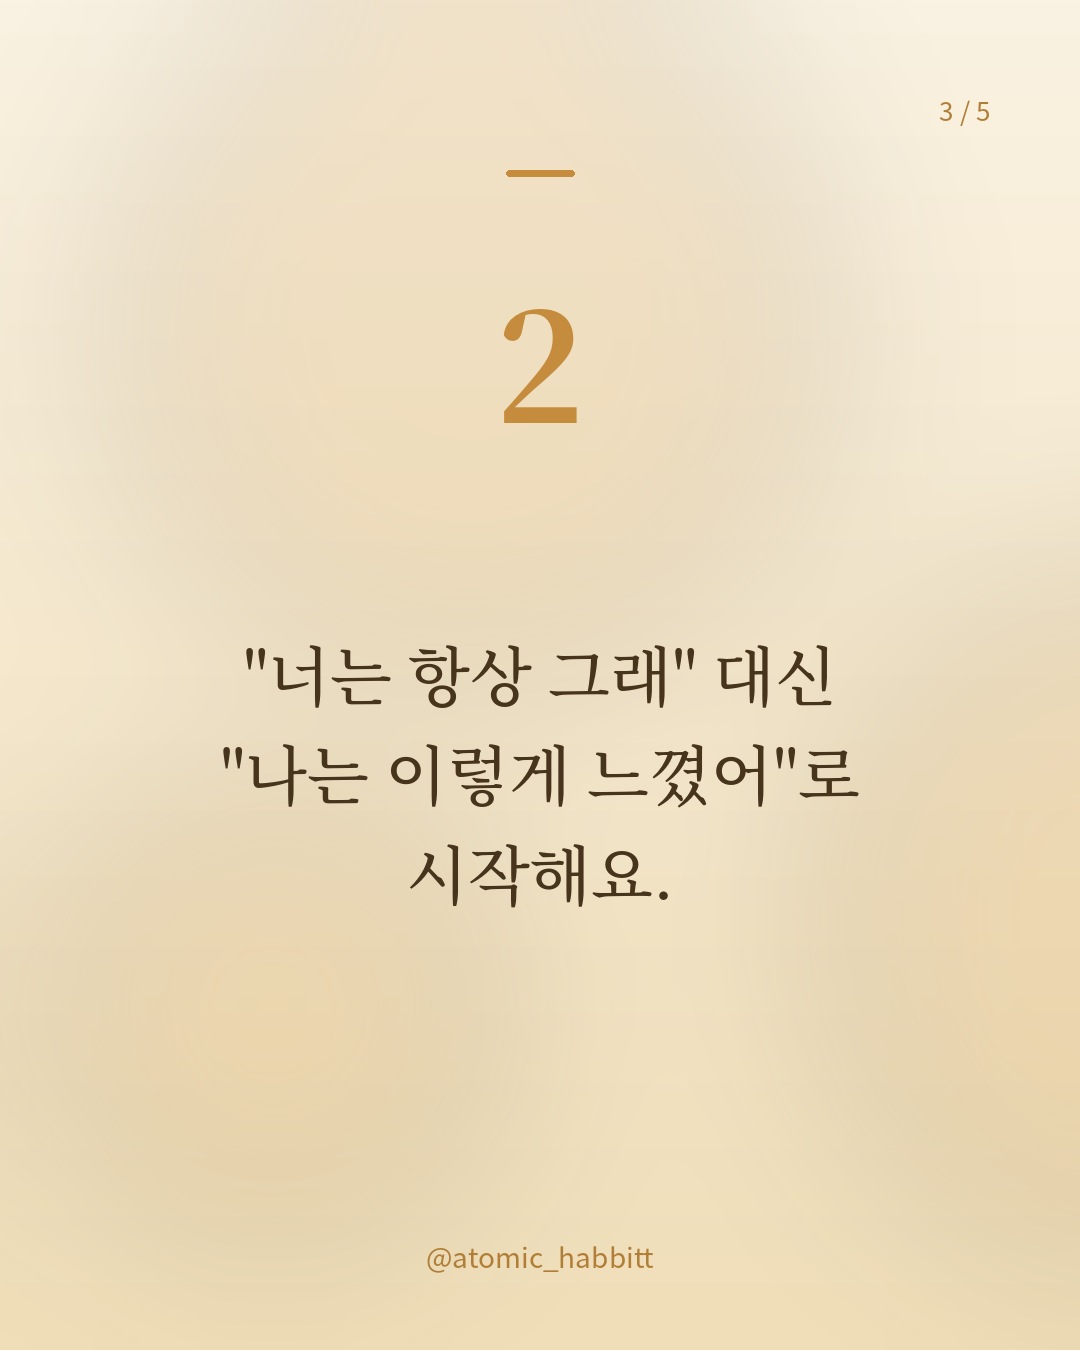 3 / 5
2
"너는 항상 그래" 대신
"나는 이렇게 느꼈어"로
시작해요.
@atomic_habbitt